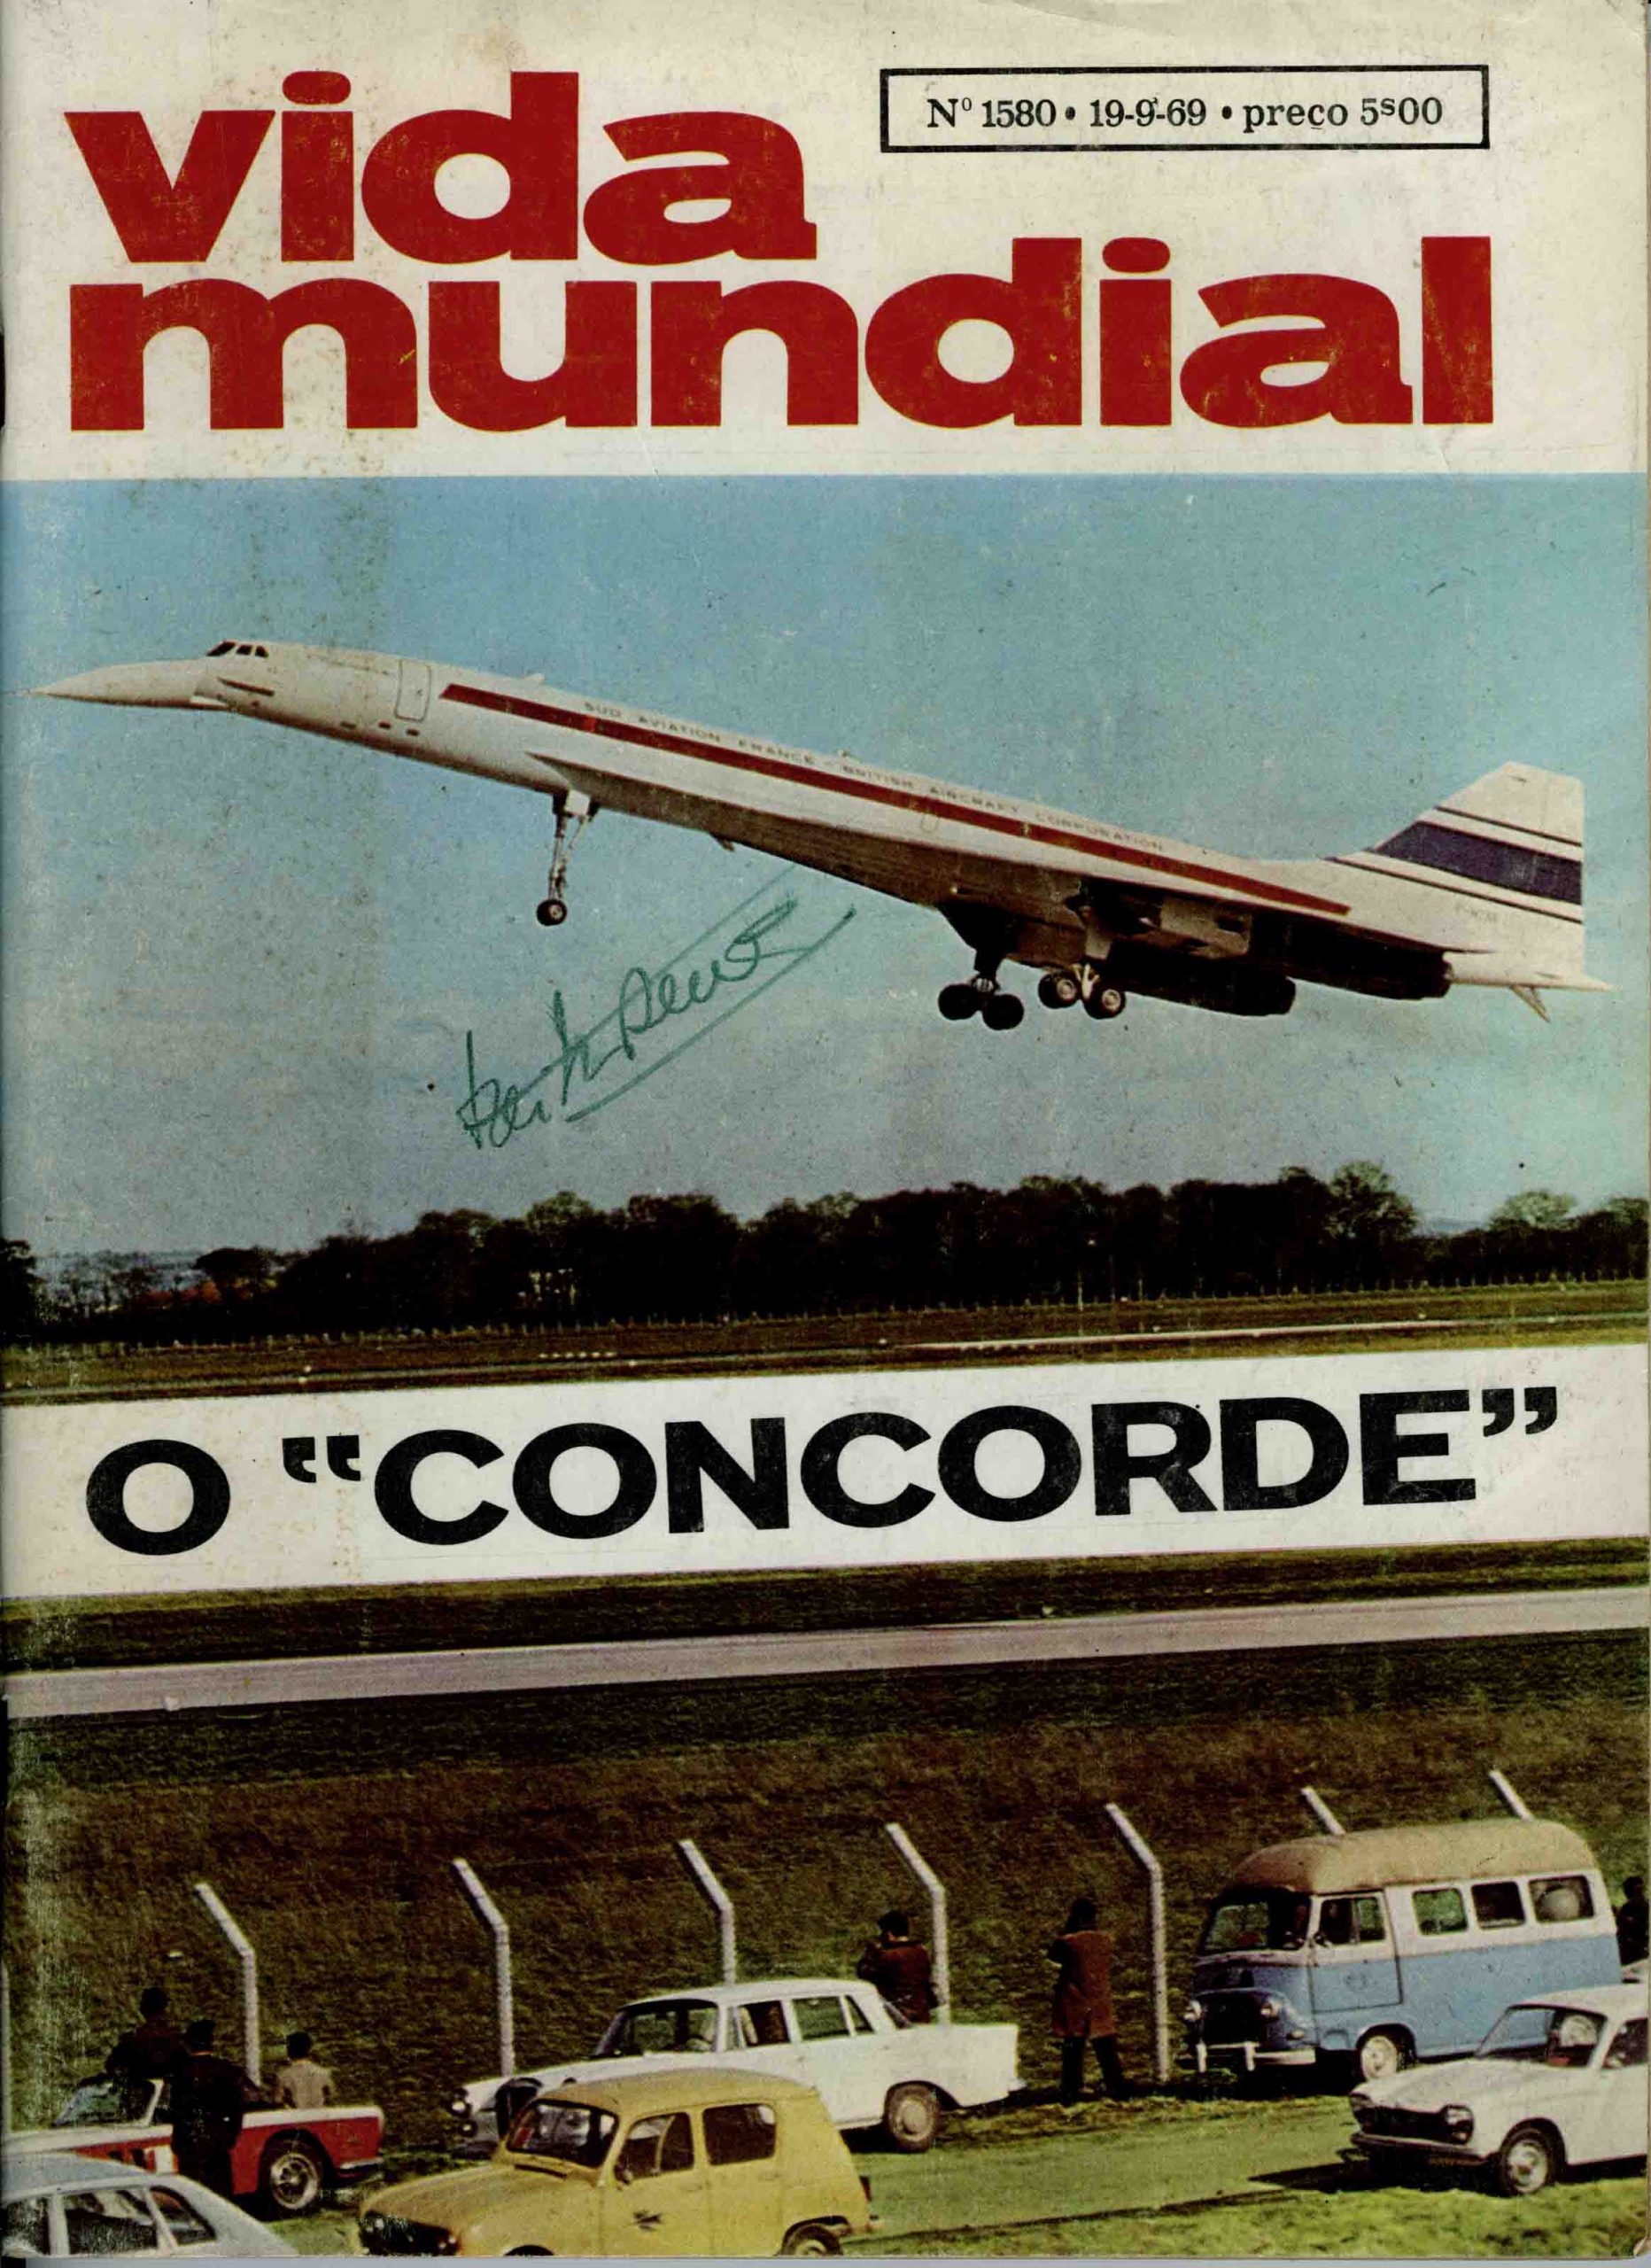 vida
mundial
Nº 1580 • 19-9-69 • preço 5$00
SUD AVIATION FRANCE - BRITISH AIRCRAFT CORPORATION
O “CONCORDE”